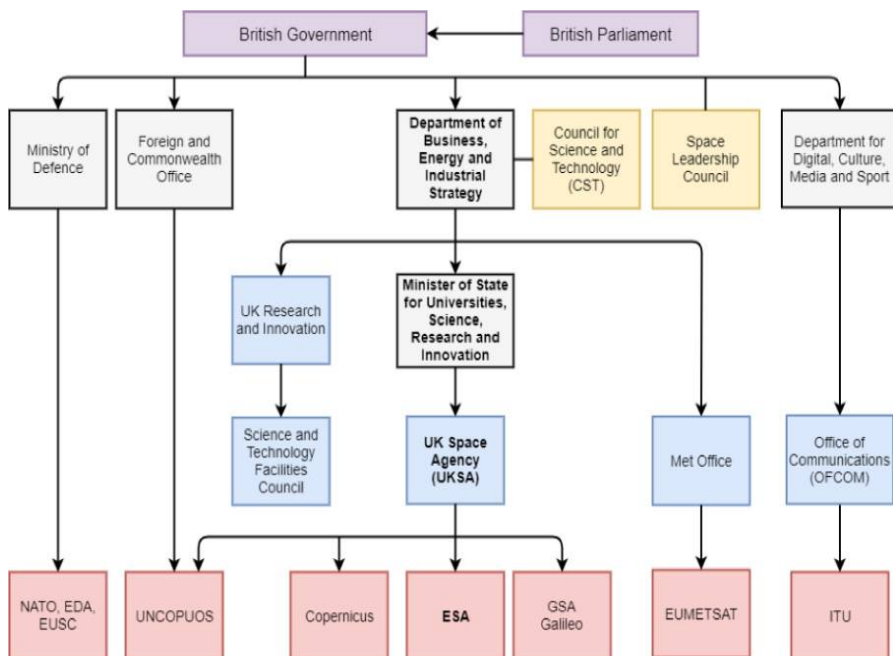 British Government
British Parliament
Ministry of
Defence
Foreign and
Commonwealth
Office
Department of
Business,
Energy and
Industrial
Strategy
Council for
Science and
Technology
(CST)
Space
Leadership
Council
Department for
Digital, Culture,
Media and Sport
UK Research
and Innovation
Minister of State
for Universities,
Science,
Research and
Innovation
Science and
Technology
Facilities
Council
UK Space
Agency
(UKSA)
Met Office
Office of
Communications
(OFCOM)
NATO, EDA,
EUSC
UNCOPUOS
Copernicus
ESA
GSA
Galileo
EUMETSAT
ITU